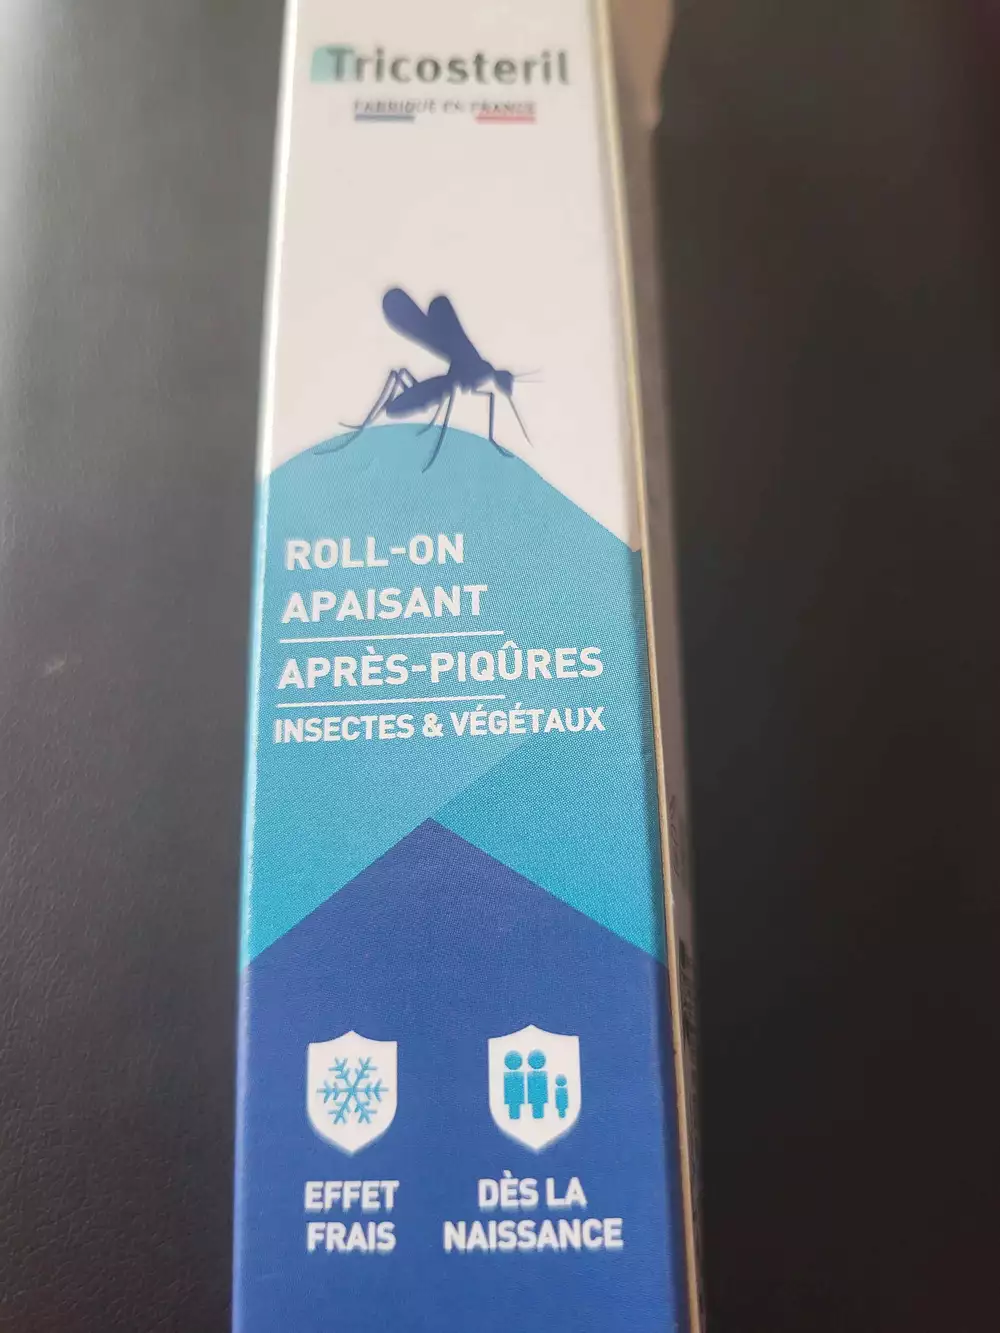 Tricosteril
FABRIQUÉ EN FRANCE
ROLL-ON
APAISANT
APRÈS-PIQÛRES
INSECTES & VÉGÉTAUX
EFFET
FRAIS
DÈS LA
NAISSANCE